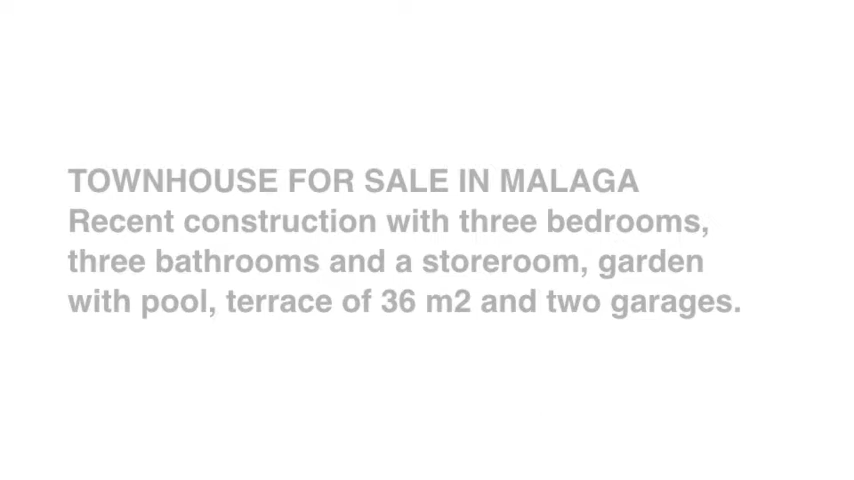 TOWNHOUSE FOR SALE IN MALAGA
Recent construction with three bedrooms,
three bathrooms and a storeroom, garden
with pool, terrace of 36 m2 and two garages.